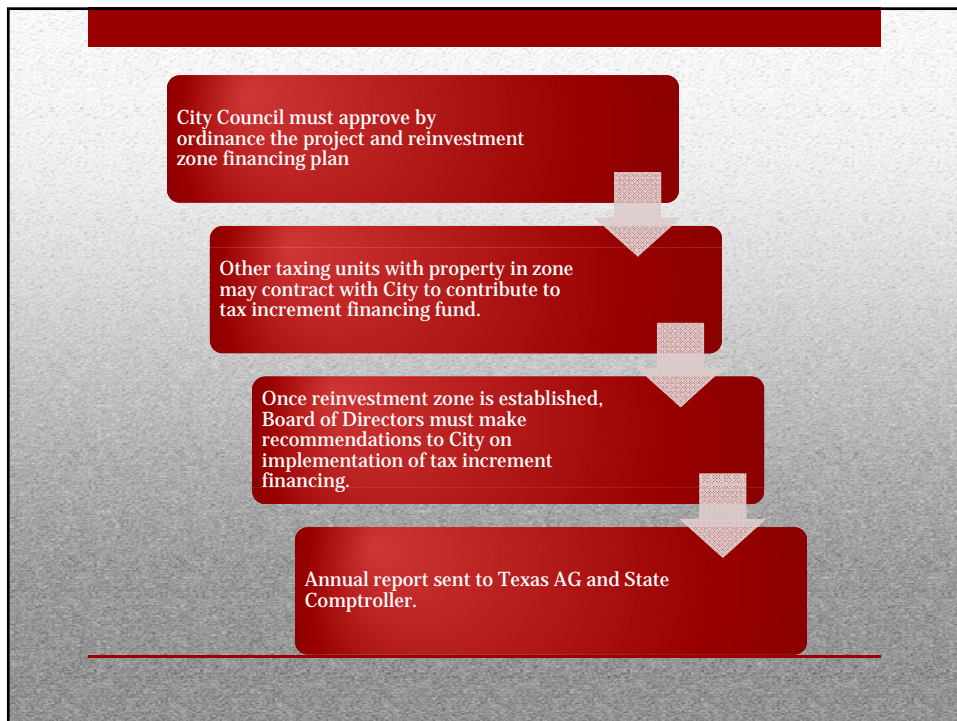 City Council must approve by
ordinance the project and reinvestment
zone financing plan
Other taxing units with property in zone
may contract with City to contribute to
tax increment financing fund.
Once reinvestment zone is established,
Board of Directors must make
recommendations to City on
implementation of tax increment
financing.
Annual report sent to Texas AG and State
Comptroller.